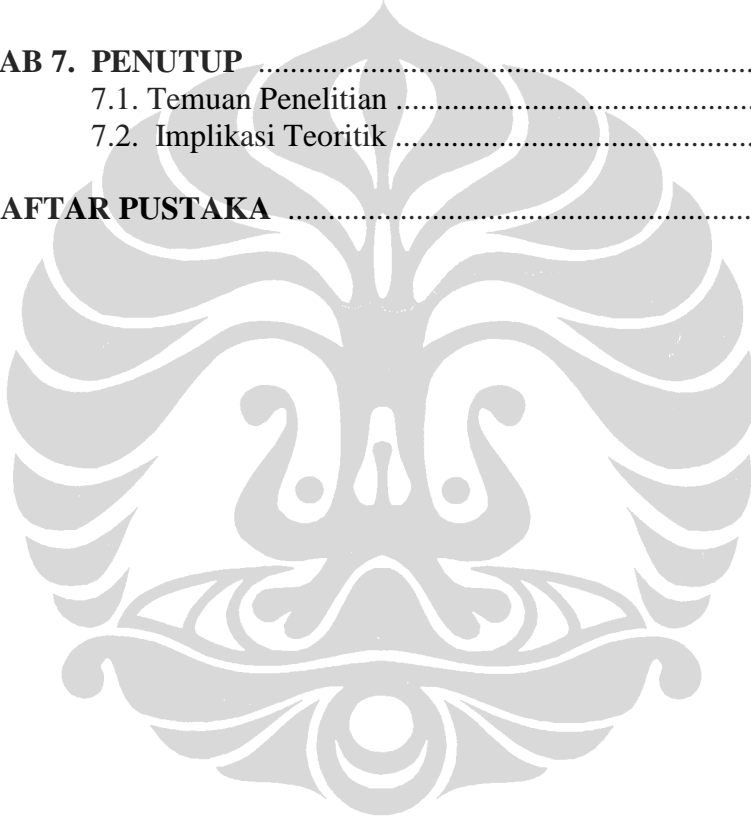 AB 7. PENUTUP ............................................................
7.1. Temuan Penelitian ............................................
7.2. Implikasi Teoritik ............................................
AFTAR PUSTAKA ........................................................